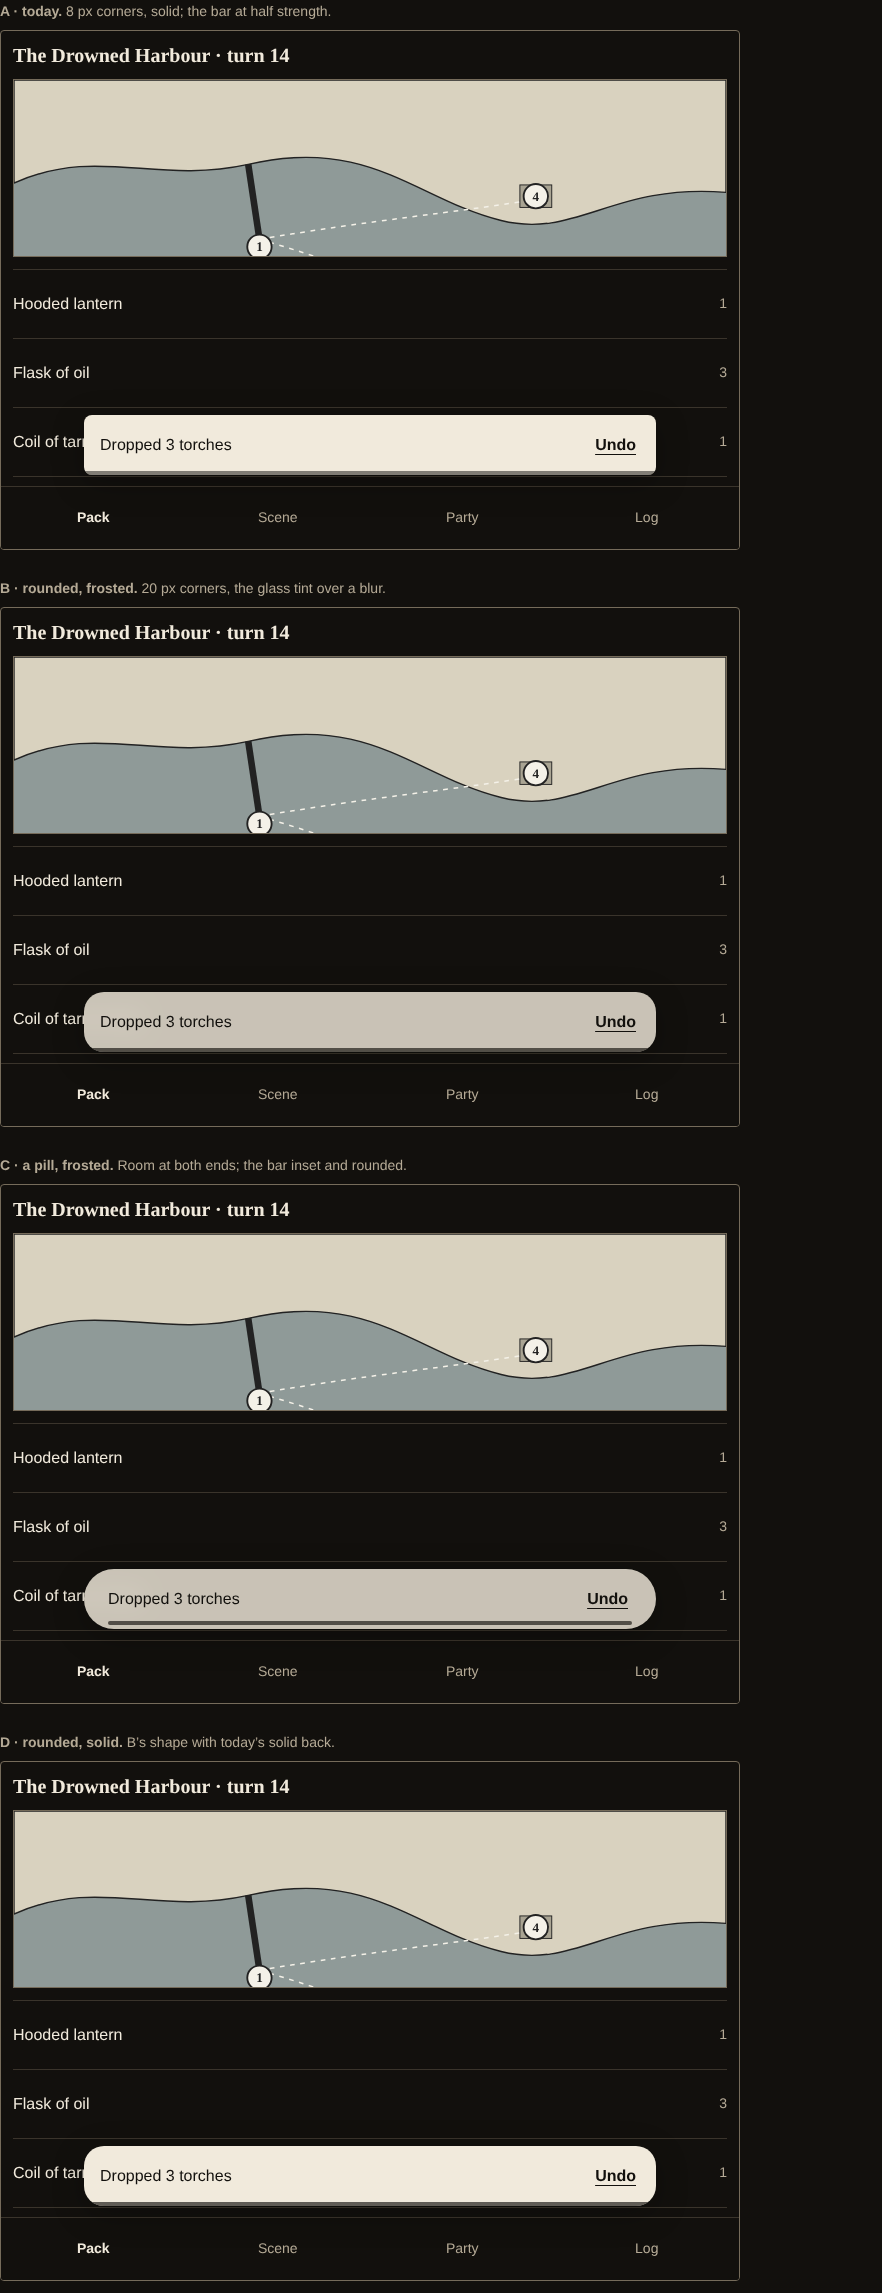 A · today. 8 px corners, solid; the bar at half strength.
The Drowned Harbour · turn 14
4
1
Hooded lantern 1
Flask of oil 3
Coil of 1
Dropped 3 torches Undo
Pack Scene Party Log
B · rounded, frosted. 20 px corners, the glass tint over a blur.
The Drowned Harbour · turn 14
4
1
Hooded lantern 1
Flask of oil 3
Coil of 1
Dropped 3 torches Undo
Pack Scene Party Log
C · a pill, frosted. Room at both ends; the bar inset and rounded.
The Drowned Harbour · turn 14
4
1
Hooded lantern 1
Flask of oil 3
Coil of 1
Dropped 3 torches Undo
Pack Scene Party Log
D · rounded, solid. B’s shape with today’s solid back.
The Drowned Harbour · turn 14
4
1
Hooded lantern 1
Flask of oil 3
Coil of 1
Dropped 3 torches Undo
Pack Scene Party Log